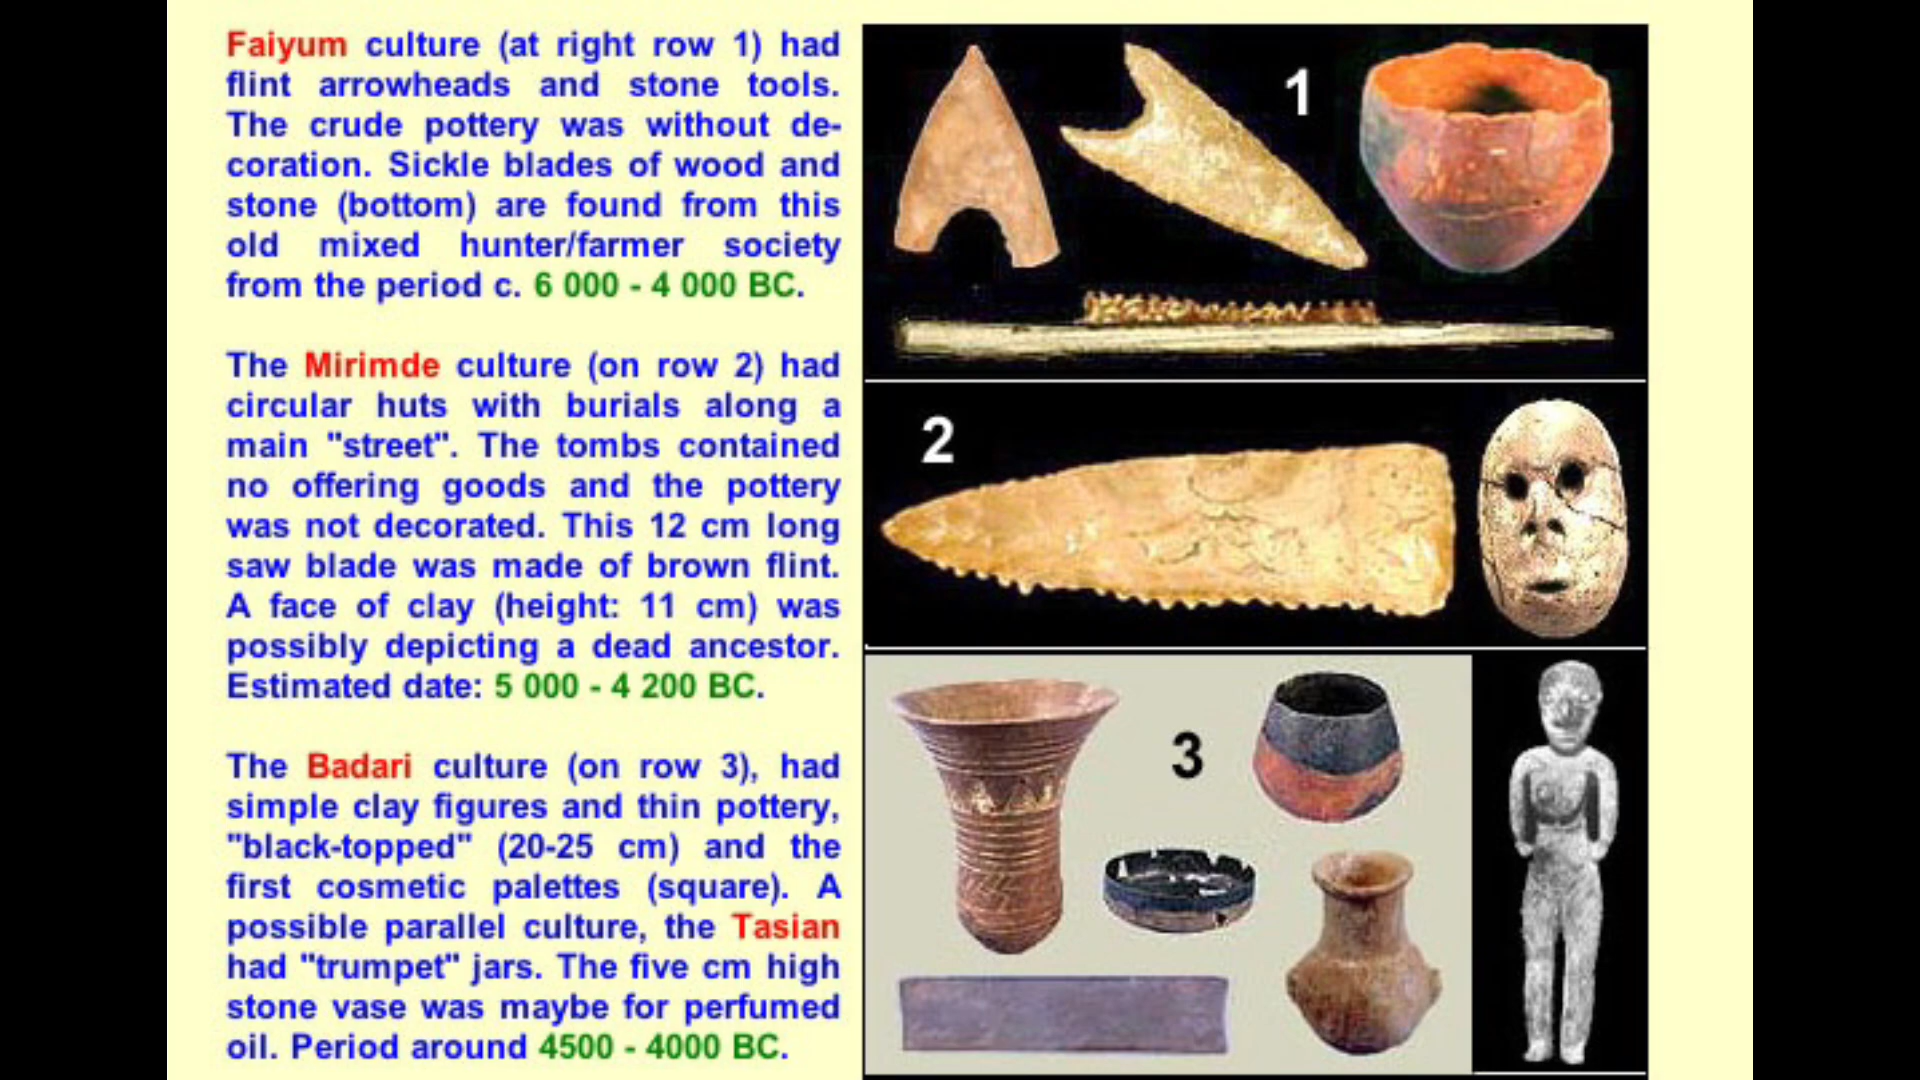 Faiyum culture (at right row 1) had
flint arrowheads and stone tools.
The crude pottery was without de-
coration. Sickle blades of wood and
stone (bottom) are found from this
old mixed hunter/farmer society
from the period c. 6 000 - 4 000 BC.
The Mirimde culture (on row 2) had
circular huts with burials along a
main "street". The tombs contained
no offering goods and the pottery
was not decorated. This 12 cm long
saw blade was made of brown flint.
A face of clay (height: 11 cm) was
possibly depicting a dead ancestor.
Estimated date: 5 000 - 4 200 BC.
The Badari culture (on row 3), had
simple clay figures and thin pottery,
"black-topped" (20-25 cm) and the
first cosmetic palettes (square). A
possible parallel culture, the Tasian
had "trumpet" jars. The five cm high
stone vase was maybe for perfumed
oil. Period around 4500 - 4000 BC.
1
2
3